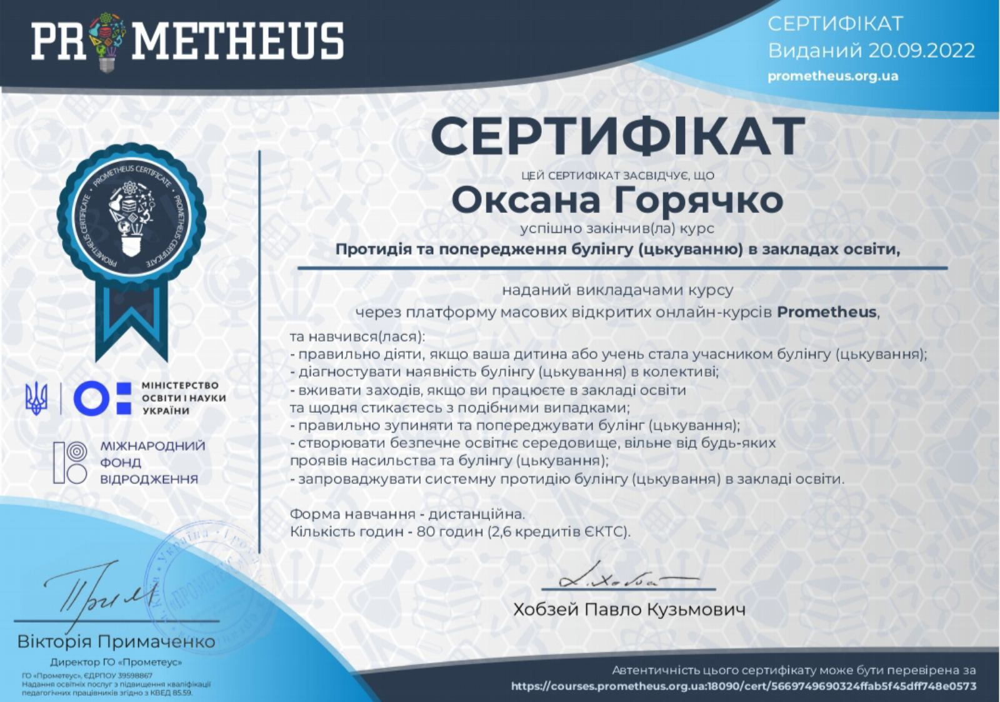 PROMETHEUS
СЕРТИФІКАТ
Виданий 20.09.2022
prometheus.org.ua
СЕРТИФІКАТ
ЦЕЙ СЕРТИФІКАТ ЗАСВІДЧУЄ, ЩО
Оксана Горячко
успішно закінчив(ла) курс
Протидія та попередження булінгу (цькуванню) в закладах освіти,
наданий викладачами курсу
через платформу масових відкритих онлайн-курсів Prometheus,
та навчився(лася):
- правильно діяти, якщо ваша дитина або учень стала учасником булінгу (цькування);
- діагностувати наявність булінгу (цькування) в колективі;
- вживати заходів, якщо ви працюєте в закладі освіти
та щодня стикаєтесь з подібними випадками;
- правильно зупиняти та попереджувати булінг (цькування);
- створювати безпечне освітнє середовище, вільне від будь-яких
проявів насильства та булінгу (цькування);
- запроваджувати системну протидію булінгу (цькування) в закладі освіти.
Форма навчання - дистанційна.
Кількість годин - 80 годин (2,6 кредитів ЄКТС).
PROMETHEUS CERTIFICATE • PROMETHEUS CERTIFICATE • PROMETHEUS CERTIFICATE •
МІНІСТЕРСТВО
ОСВІТИ І НАУКИ
УКРАЇНИ
МІЖНАРОДНИЙ
ФОНД
ВІДРОДЖЕННЯ
Прим
Вікторія Примаченко
Директор ГО «Прометеус»
ГО «Прометеус», ЄДРПОУ 39598867
Надання освітніх послуг з підвищення кваліфікації
педагогічних працівників згідно з КВЕД 85.59.
м. Київ • Україна
«ПРОМЕТЕУС»
Хобзей Павло Кузьмович
Автентичність цього сертифікату може бути перевірена за
https://courses.prometheus.org.ua:18090/cert/5669749690324ffab5f45dff748e0573